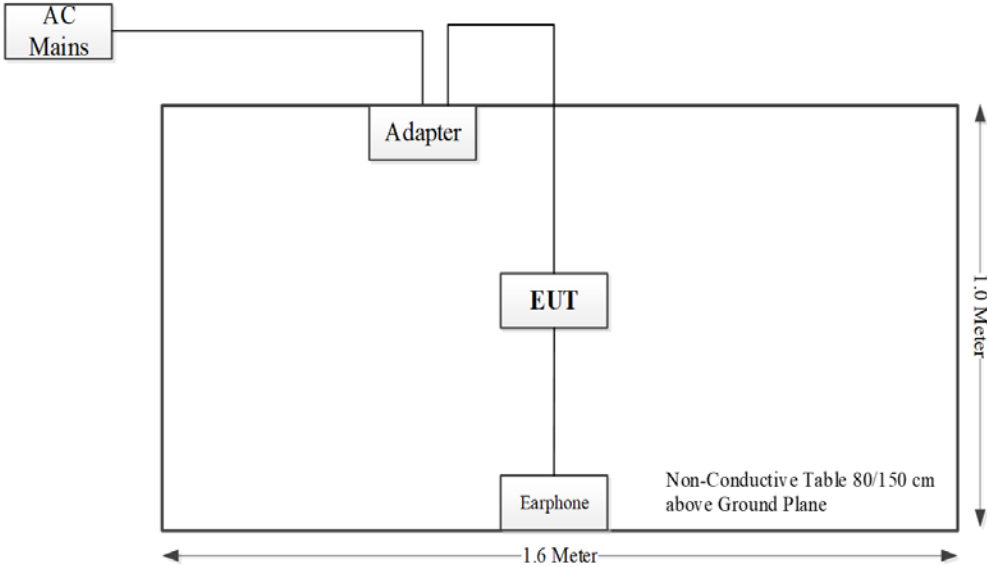 AC
Mains
Adapter
EUT
1.0 Meter
Non-Conductive Table 80/150 cm
above Ground Plane
Earphone
1.6 Meter